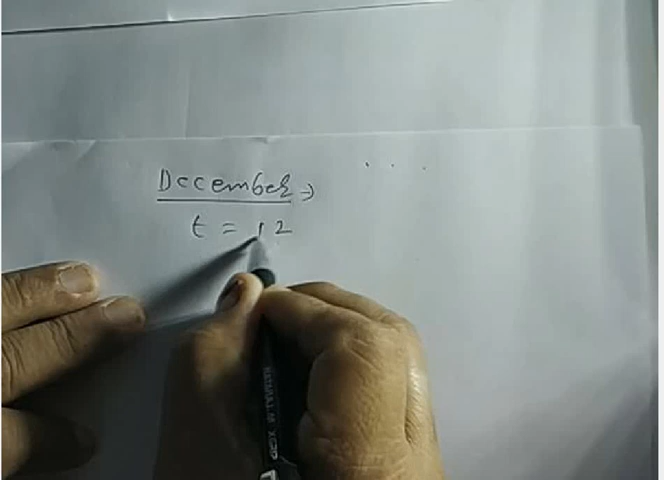 December →
t = 12